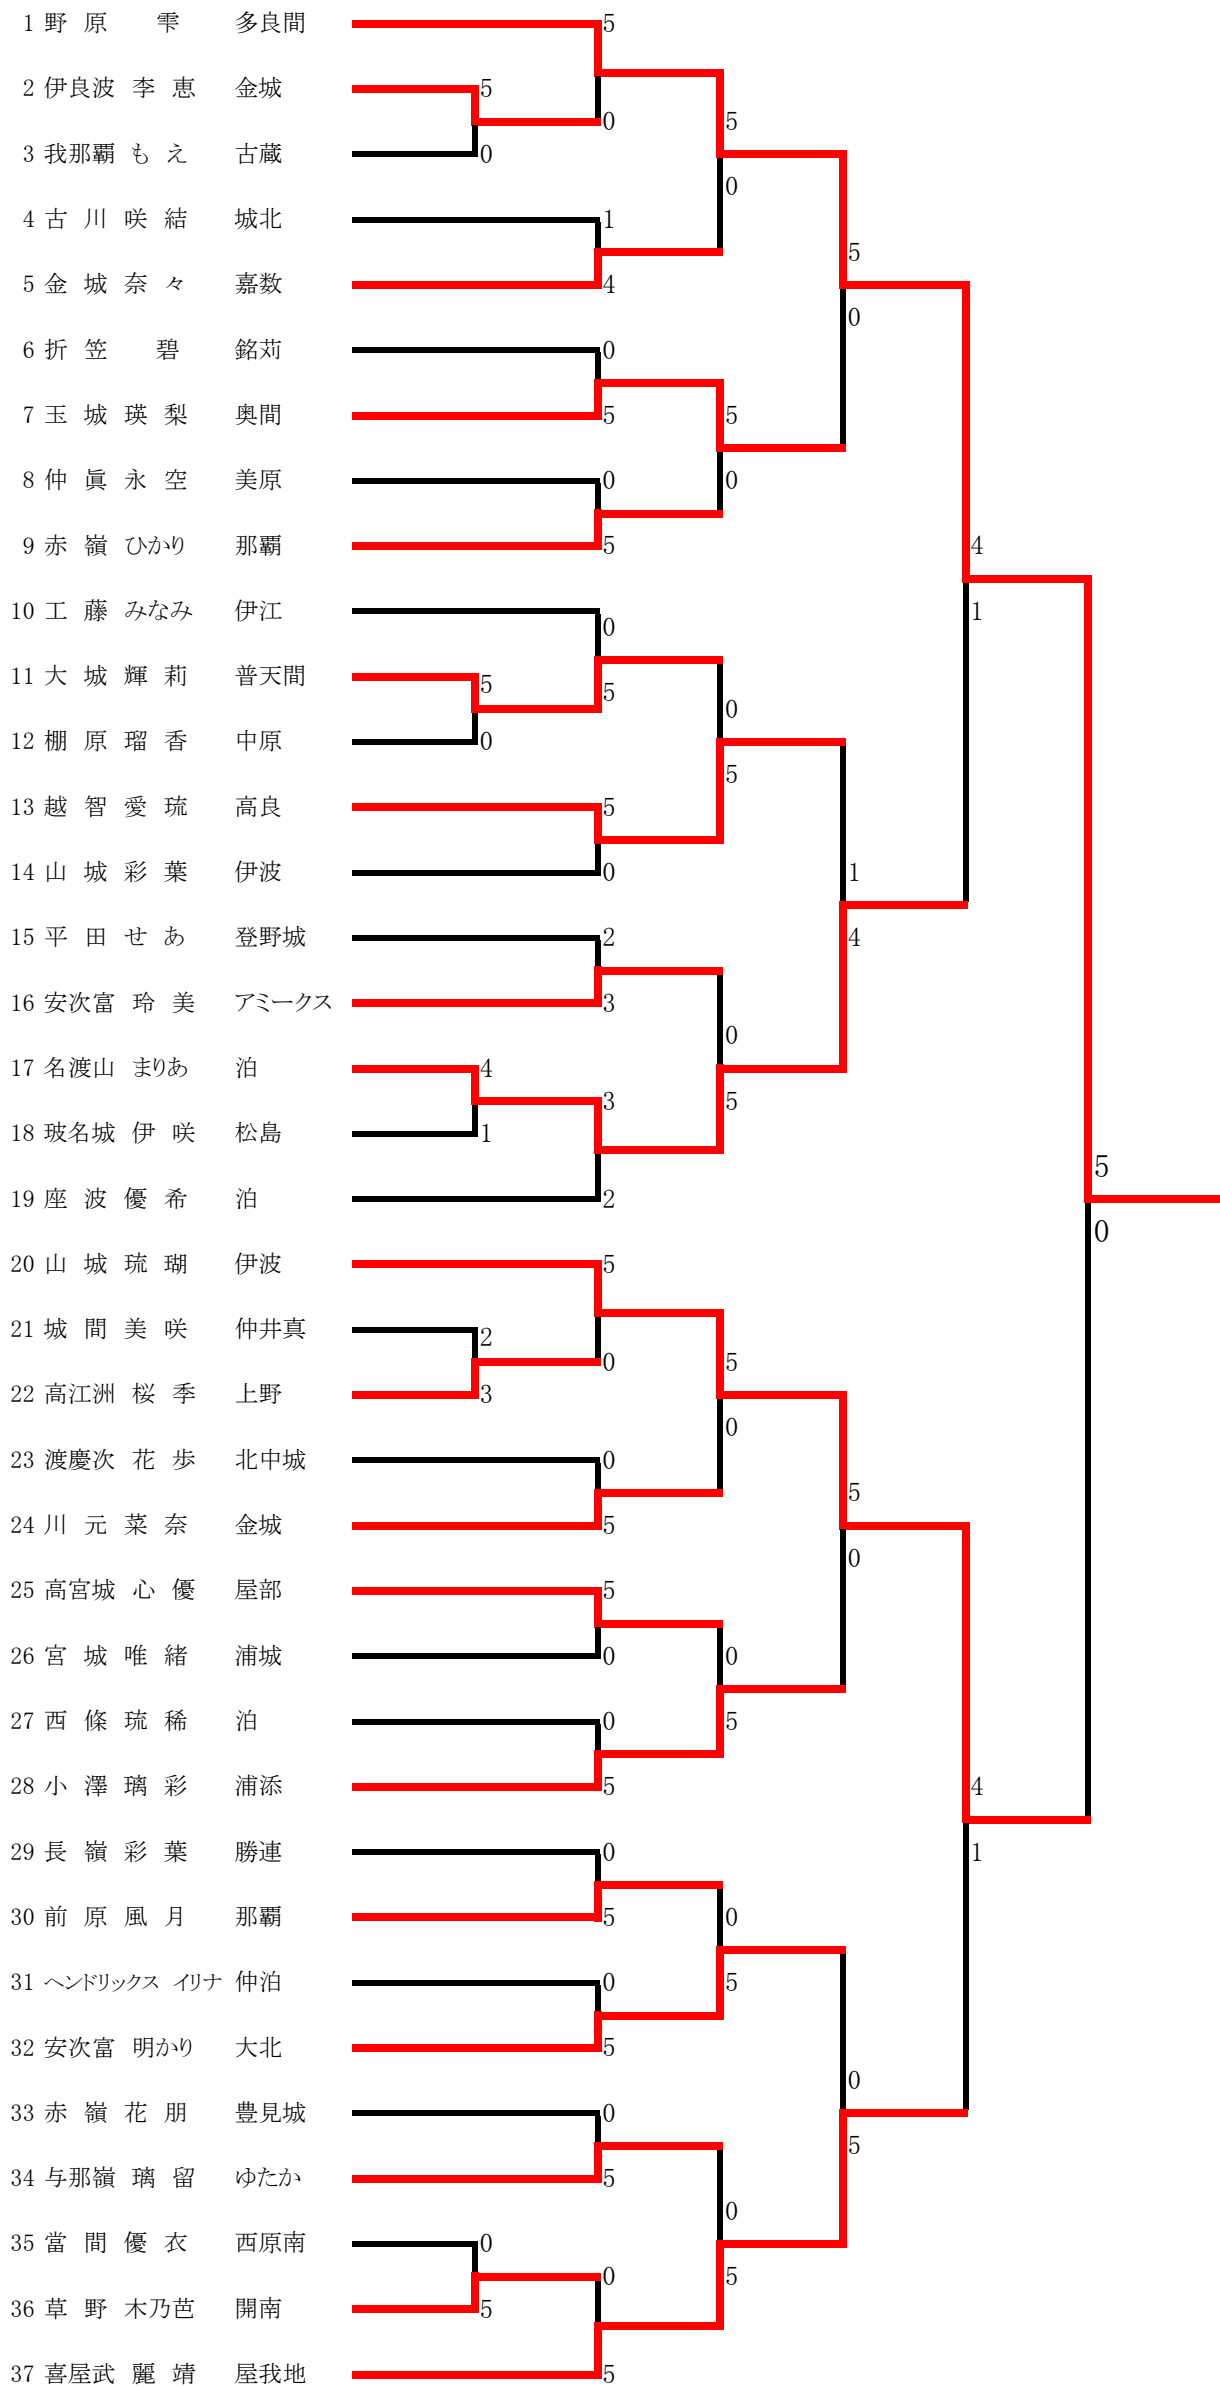 1 野原 雫 多良間 5
2 伊良波 李恵 金城 5
0
5
3 我那覇 もえ 古蔵 0
0
4 古川咲結 城北 1
5
5 金城奈々 嘉数 4
0
6 折笠 碧 銘苅 0
7 玉城瑛梨 奥間 5 5
8 仲眞永空 美原 0 0
9 赤嶺ひかり 那覇 5 4
10 工藤みなみ 伊江 0 1
11 大城輝莉 普天間 5 5
0
12 棚原瑠香 中原 0
5
13 越智愛琉 高良 5
14 山城彩葉 伊波 0 1
15 平田せあ 登野城 2 4
16 安次富 玲美 アミークス 3
0
17 名渡山 まりあ 泊 4
3 5
18 玻名城 伊咲 松島 1
5
19 座波優希 泊 2
0
20 山城琉瑚 伊波 5
21 城間美咲 仲井真 2
0 5
22 高江洲 桜季 上野 3
0
23 渡慶次 花歩 北中城 0
5
24 川元菜奈 金城 5
0
25 高宮城 心優 屋部 5
26 宮城唯緒 浦城 0 0
27 西條琉稀 泊 0 5
28 小澤璃彩 浦添 5 4
29 長嶺彩葉 勝連 0 1
30 前原風月 那覇 5 0
31 ヘンドリックス イリナ 仲泊 0 5
32 安次富 明かり 大北 5
0
33 赤嶺花朋 豊見城 0
5
34 与那嶺 璃留 ゆたか 5
0
35 當間優衣 西原南 0
0 5
36 草野木乃芭 開南 5
37 喜屋武 麗靖 屋我地 5